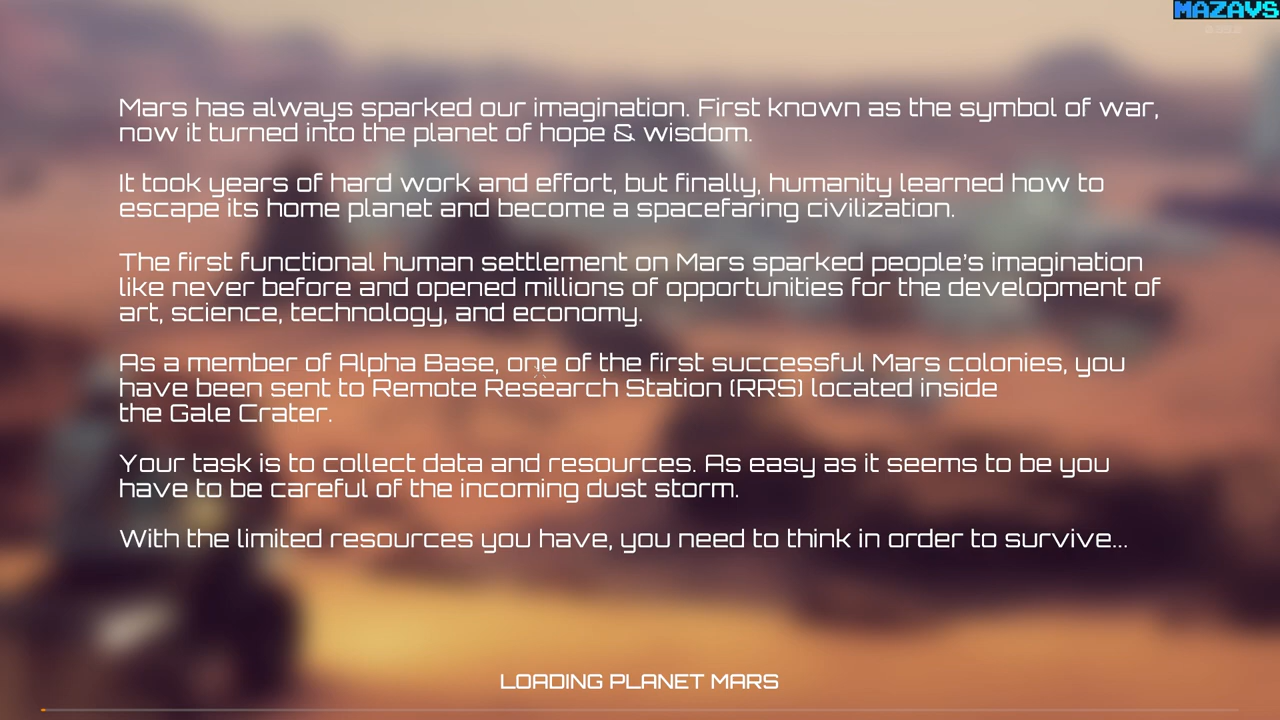 MAZAVS
Mars has always sparked our imagination. First known as the symbol of war,
now it turned into the planet of hope & wisdom.
It took years of hard work and effort, but finally, humanity learned how to
escape its home planet and become a spacefaring civilization.
The first functional human settlement on Mars sparked people's imagination
like never before and opened millions of opportunities for the development of
art, science, technology, and economy.
As a member of Alpha Base, one of the first successful Mars colonies, you
have been sent to Remote Research Station (RRS) located inside
the Gale Crater.
Your task is to collect data and resources. As easy as it seems to be you
have to be careful of the incoming dust storm.
With the limited resources you have, you need to think in order to survive...
LOADING PLANET MARS